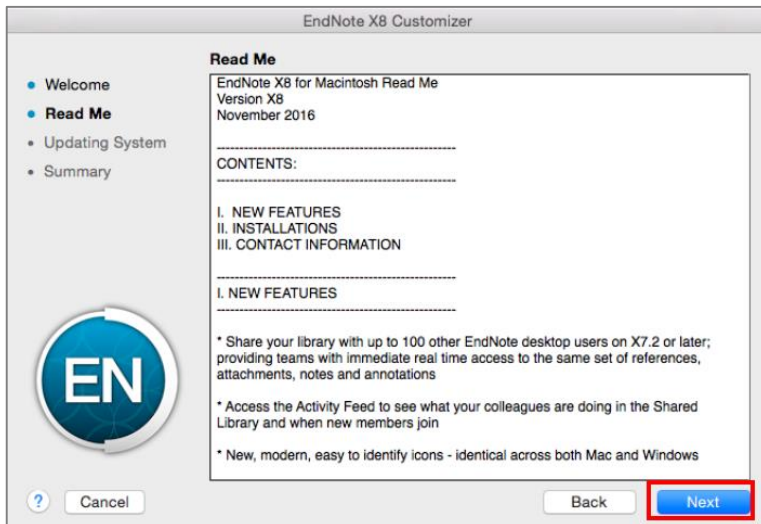 EndNote X8 Customizer
Read Me
Welcome
Read Me
Updating System
Summary
EndNote X8 for Macintosh Read Me
Version X8
November 2016
----------------------------------------------------
CONTENTS:
----------------------------------------------------
I. NEW FEATURES
II. INSTALLATIONS
III. CONTACT INFORMATION
----------------------------------------------------
I. NEW FEATURES
----------------------------------------------------
* Share your library with up to 100 other EndNote desktop users on X7.2 or later;
providing teams with immediate real time access to the same set of references,
attachments, notes and annotations
* Access the Activity Feed to see what your colleagues are doing in the Shared
Library and when new members join
* New, modern, easy to identify icons - identical across both Mac and Windows
EN
? Cancel Back Next